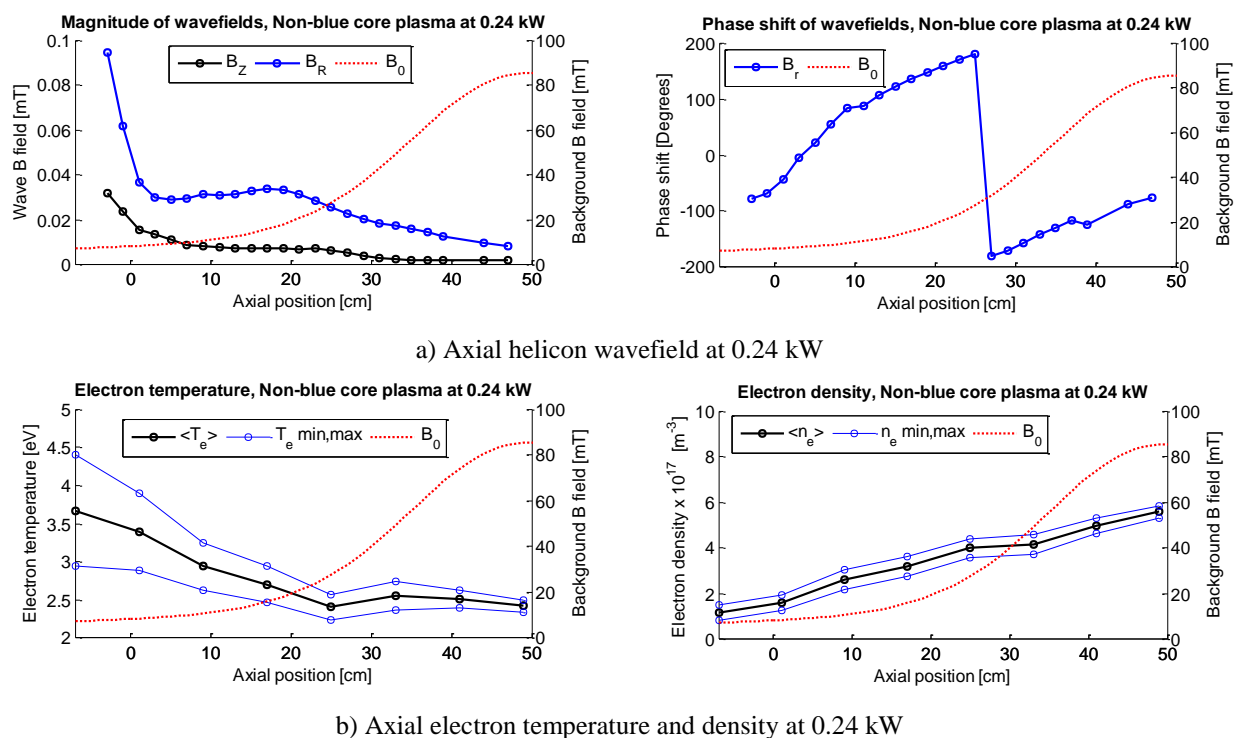 Magnitude of wavefields, Non-blue core plasma at 0.24 kW
0.1
0.08
0.06
0.04
0.02
0
Wave B field [mT]
B_Z B_R B_0
100
80
60
40
20
0
Background B field [mT]
0 10 20 30 40 50
Axial position [cm]
Phase shift of wavefields, Non-blue core plasma at 0.24 kW
200
100
0
-100
-200
Phase shift [Degrees]
B_r B_0
100
80
60
40
20
0
Background B field [mT]
0 10 20 30 40 50
Axial position [cm]
a) Axial helicon wavefield at 0.24 kW
Electron temperature, Non-blue core plasma at 0.24 kW
5
4.5
4
3.5
3
2.5
2
Electron temperature [eV]
<T_e> T_e min,max B_0
100
80
60
40
20
0
Background B field [mT]
0 10 20 30 40 50
Axial position [cm]
Electron density, Non-blue core plasma at 0.24 kW
10
8
6
4
2
0
Electron density x 10^17 [m^-3]
<n_e> n_e min,max B_0
100
80
60
40
20
0
Background B field [mT]
0 10 20 30 40 50
Axial position [cm]
b) Axial electron temperature and density at 0.24 kW